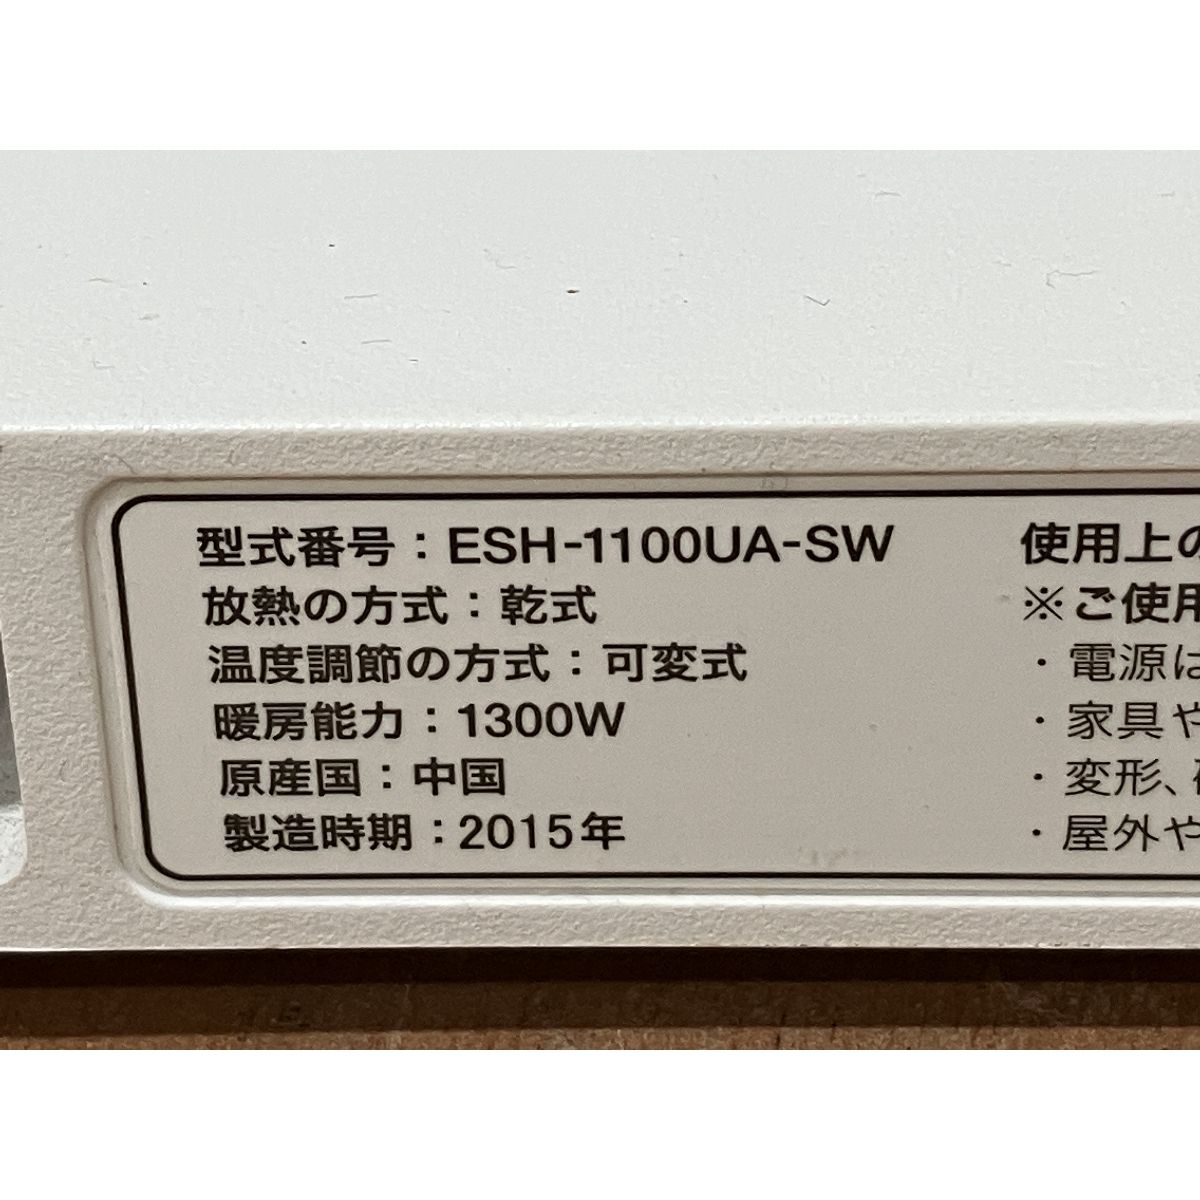 型式番号：ESH-1100UA-SW
放熱の方式：乾式
温度調節の方式：可変式
暖房能力：1300W
原産国：中国
製造時期：2015年
使用上の
※ご使用
・電源は
・家具や
・変形、
・屋外や